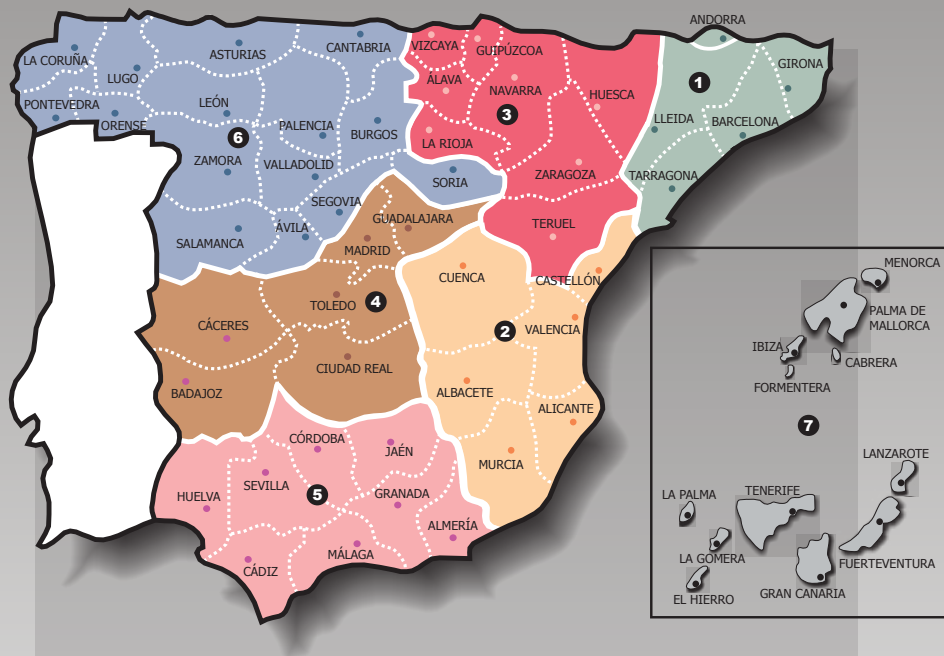 ANDORRA
LA CORUÑA
LUGO
ASTURIAS
CANTABRIA
VIZCAYA
GUIPÚZCOA
GIRONA
ÁLAVA
NAVARRA
HUESCA
1
PONTEVEDRA
ORENSE
LEÓN
PALENCIA
BURGOS
3
LLEIDA
BARCELONA
6
LA RIOJA
ZAMORA
VALLADOLID
SORIA
ZARAGOZA
TARRAGONA
SEGOVIA
SALAMANCA
ÁVILA
GUADALAJARA
MADRID
TERUEL
CUENCA
CASTELLÓN
TOLEDO
4
CÁCERES
2
VALENCIA
CIUDAD REAL
BADAJOZ
ALBACETE
ALICANTE
CÓRDOBA
JAÉN
MURCIA
SEVILLA
HUELVA
5
GRANADA
ALMERÍA
MÁLAGA
CÁDIZ
MENORCA
PALMA DE
MALLORCA
IBIZA
CABRERA
FORMENTERA
7
LANZAROTE
LA PALMA
TENERIFE
LA GOMERA
FUERTEVENTURA
EL HIERRO
GRAN CANARIA